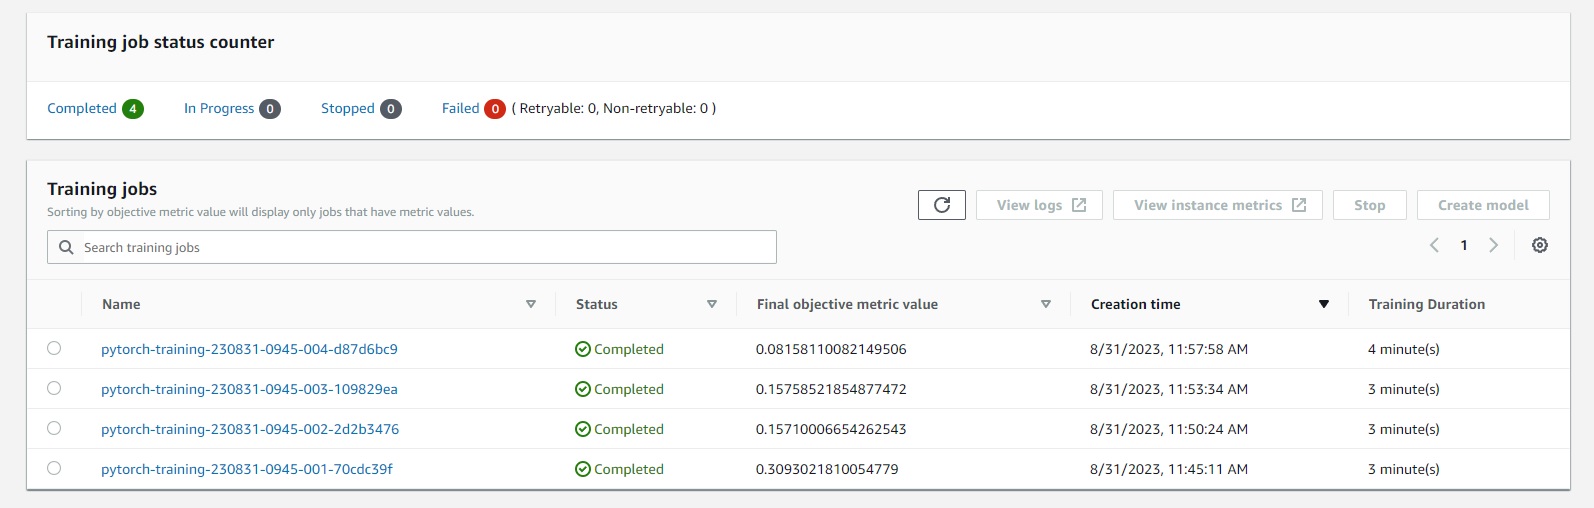 Training job status counter
Completed 4 In Progress 0 Stopped 0 Failed 0 ( Retryable: 0, Non-retryable: 0 )
Training jobs
Sorting by objective metric value will display only jobs that have metric values.
View logs View instance metrics Stop Create model
Search training jobs
1
Name Status Final objective metric value Creation time Training Duration
pytorch-training-230831-0945-004-d87d6bc9 Completed 0.08158110082149506 8/31/2023, 11:57:58 AM 4 minute(s)
pytorch-training-230831-0945-003-109829ea Completed 0.15758521854877472 8/31/2023, 11:53:34 AM 3 minute(s)
pytorch-training-230831-0945-002-2d2b3476 Completed 0.15710006654262543 8/31/2023, 11:50:24 AM 3 minute(s)
pytorch-training-230831-0945-001-70cdc39f Completed 0.3093021810054779 8/31/2023, 11:45:11 AM 3 minute(s)